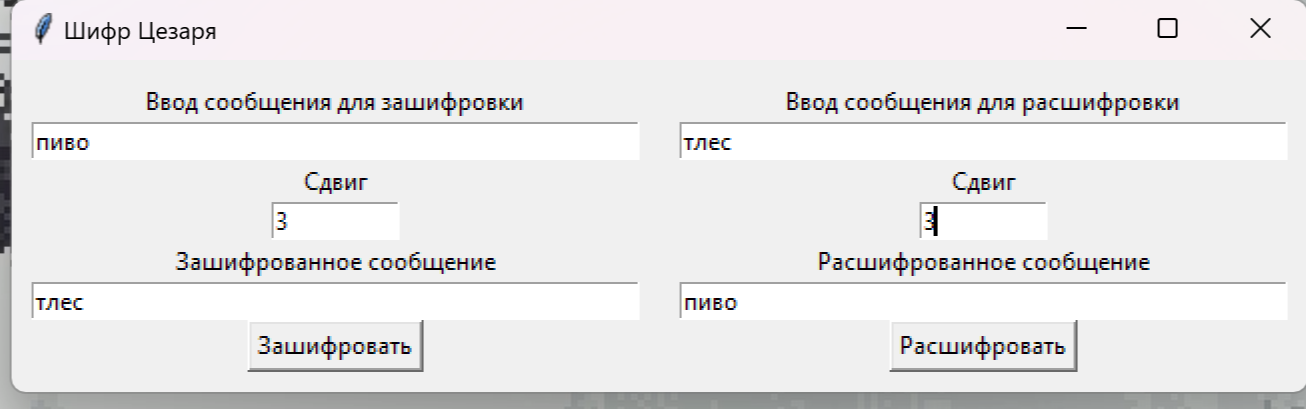 Шифр Цезаря
Ввод сообщения для зашифровки
пиво
Сдвиг
3
Зашифрованное сообщение
тлес
Зашифровать
Ввод сообщения для расшифровки
тлес
Сдвиг
3
Расшифрованное сообщение
пиво
Расшифровать